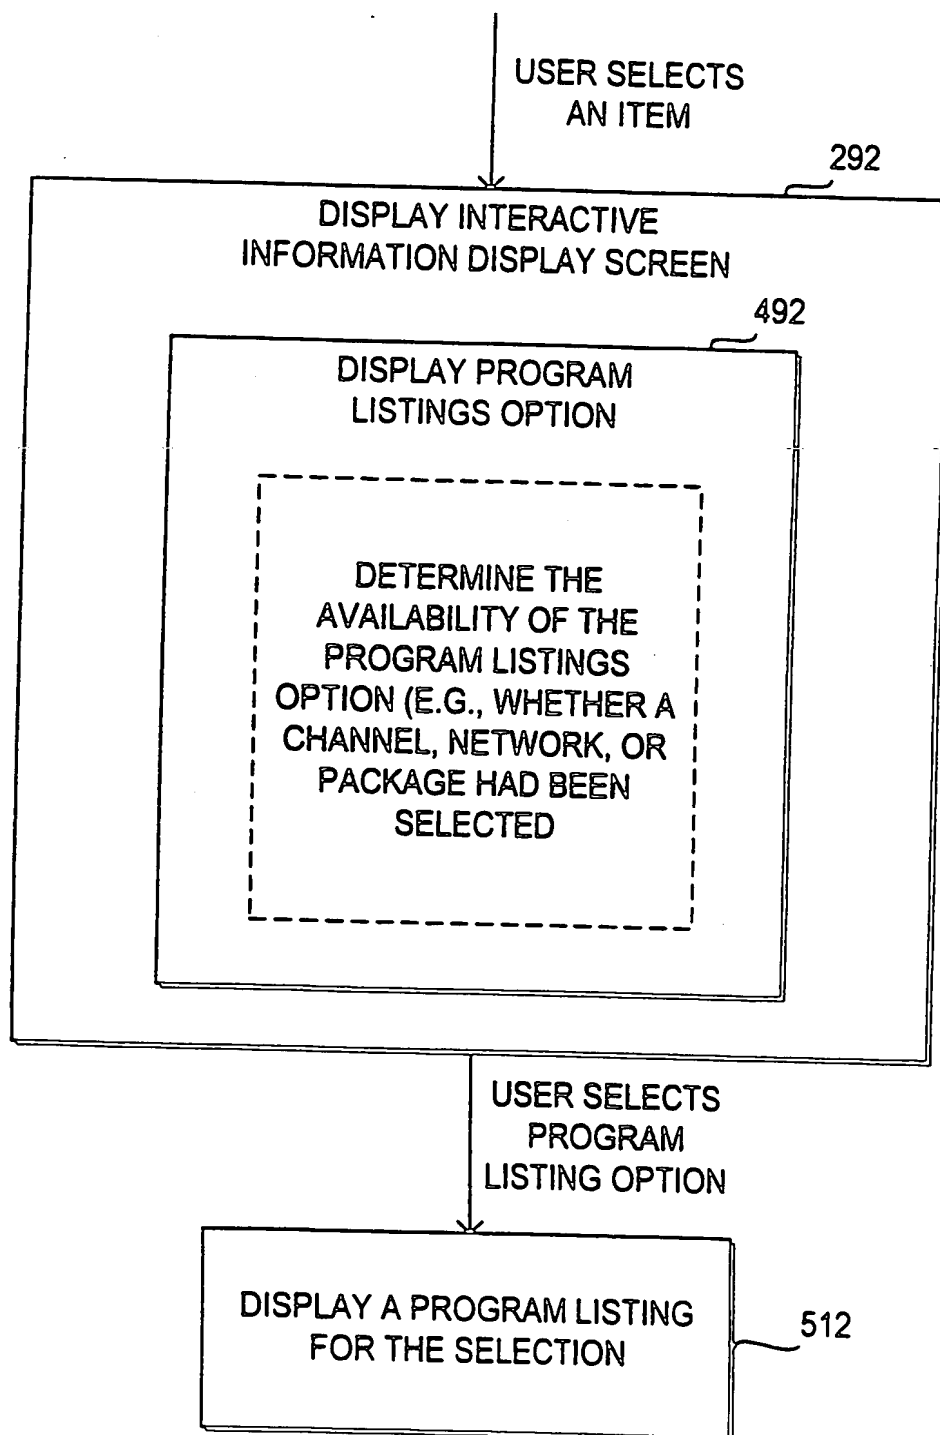 USER SELECTS
AN ITEM
292
DISPLAY INTERACTIVE
INFORMATION DISPLAY SCREEN
492
DISPLAY PROGRAM
LISTINGS OPTION
DETERMINE THE
AVAILABILITY OF THE
PROGRAM LISTINGS
OPTION (E.G., WHETHER A
CHANNEL, NETWORK, OR
PACKAGE HAD BEEN
SELECTED
USER SELECTS
PROGRAM
LISTING OPTION
DISPLAY A PROGRAM LISTING
FOR THE SELECTION
512